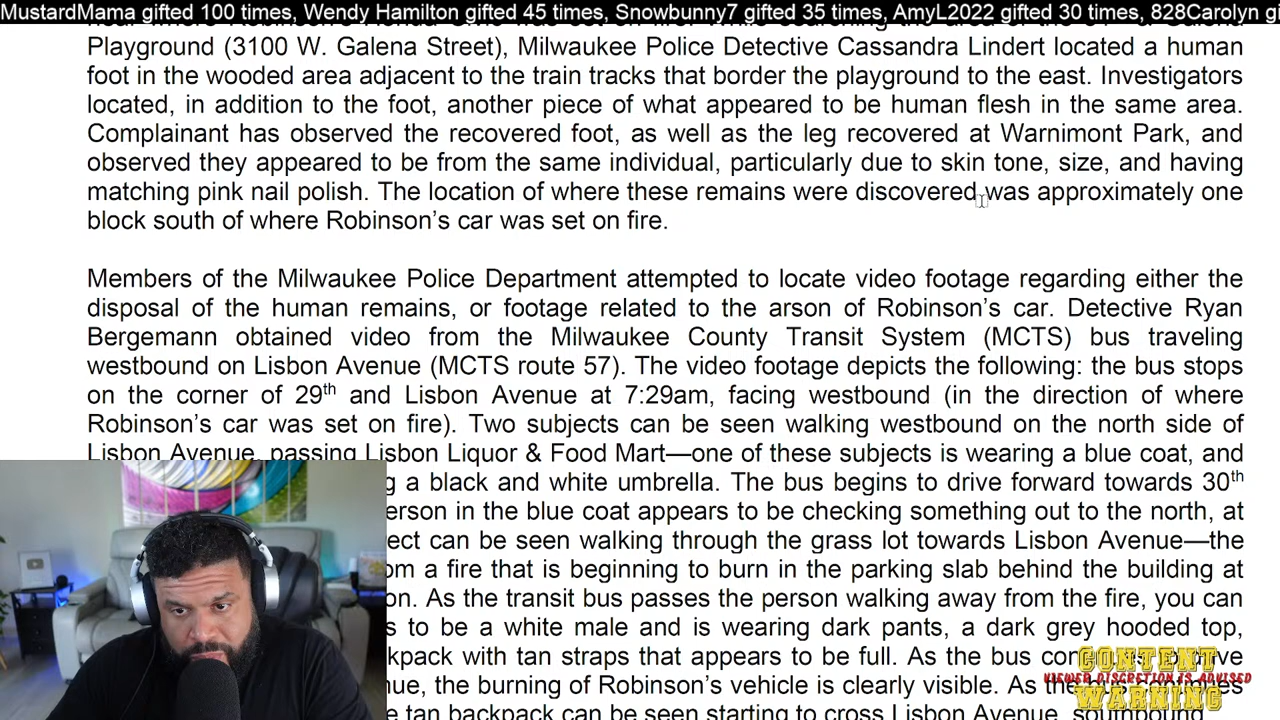 MustardMama gifted 100 times, Wendy Hamilton gifted 45 times, Snowbunny7 gifted 35 times, AmyL2022 gifted 30 times, 828Carolyn gi
Playground (3100 W. Galena Street), Milwaukee Police Detective Cassandra Lindert located a human
foot in the wooded area adjacent to the train tracks that border the playground to the east. Investigators
located, in addition to the foot, another piece of what appeared to be human flesh in the same area.
Complainant has observed the recovered foot, as well as the leg recovered at Warnimont Park, and
observed they appeared to be from the same individual, particularly due to skin tone, size, and having
matching pink nail polish. The location of where these remains were discovered was approximately one
block south of where Robinson’s car was set on fire.
Members of the Milwaukee Police Department attempted to locate video footage regarding either the
disposal of the human remains, or footage related to the arson of Robinson’s car. Detective Ryan
Bergemann obtained video from the Milwaukee County Transit System (MCTS) bus traveling
westbound on Lisbon Avenue (MCTS route 57). The video footage depicts the following: the bus stops
on the corner of 29th and Lisbon Avenue at 7:29am, facing westbound (in the direction of where
Robinson’s car was set on fire). Two subjects can be seen walking westbound on the north side of
Lisbon Avenue, passing Lisbon Liquor & Food Mart—one of these subjects is wearing a blue coat, and
g a black and white umbrella. The bus begins to drive forward towards 30th
erson in the blue coat appears to be checking something out to the north, at
ect can be seen walking through the grass lot towards Lisbon Avenue—the
om a fire that is beginning to burn in the parking slab behind the building at
on. As the transit bus passes the person walking away from the fire, you can
s to be a white male and is wearing dark pants, a dark grey hooded top,
kpack with tan straps that appears to be full. As the bus
nue, the burning of Robinson’s vehicle is clearly visible. As
e tan backpack can be seen starting to cross Lisbon Avenue,
CONTENT
VIEWER DISCRETION IS ADVISED
WARNING